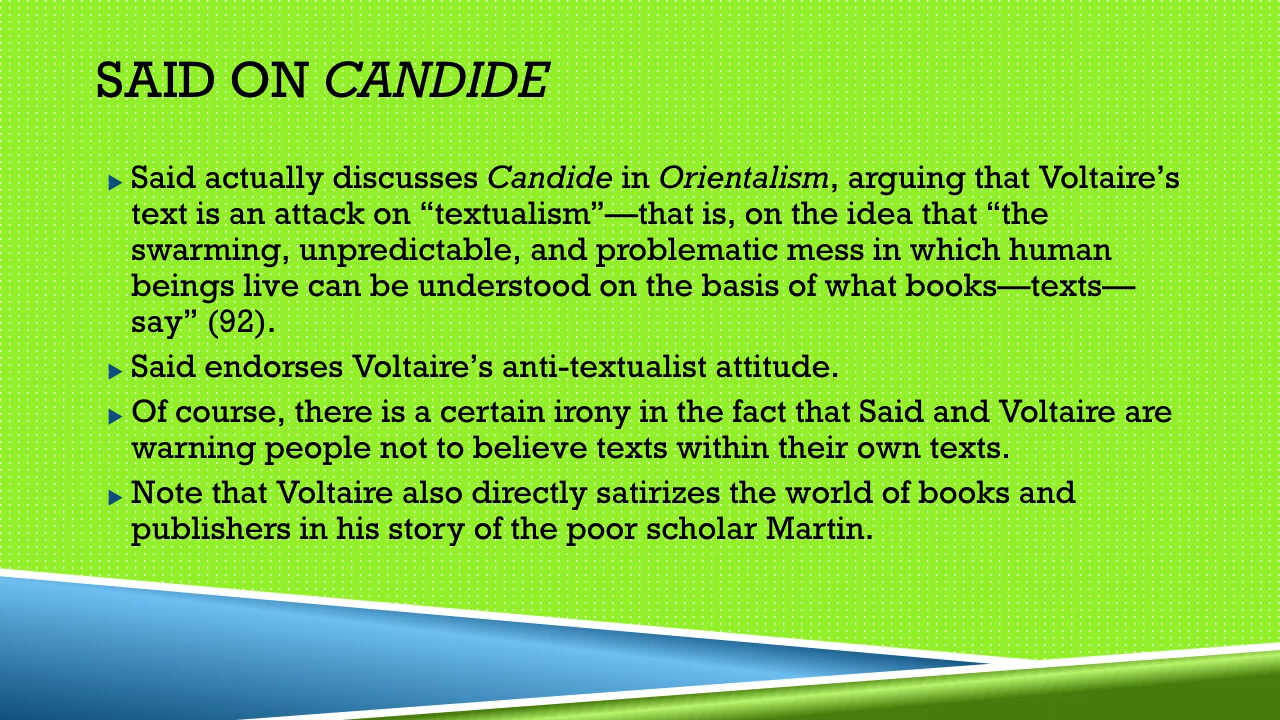 SAID ON CANDIDE
Said actually discusses Candide in Orientalism, arguing that Voltaire’s
text is an attack on “textualism”—that is, on the idea that “the
swarming, unpredictable, and problematic mess in which human
beings live can be understood on the basis of what books—texts—
say” (92).
Said endorses Voltaire’s anti-textualist attitude.
Of course, there is a certain irony in the fact that Said and Voltaire are
warning people not to believe texts within their own texts.
Note that Voltaire also directly satirizes the world of books and
publishers in his story of the poor scholar Martin.